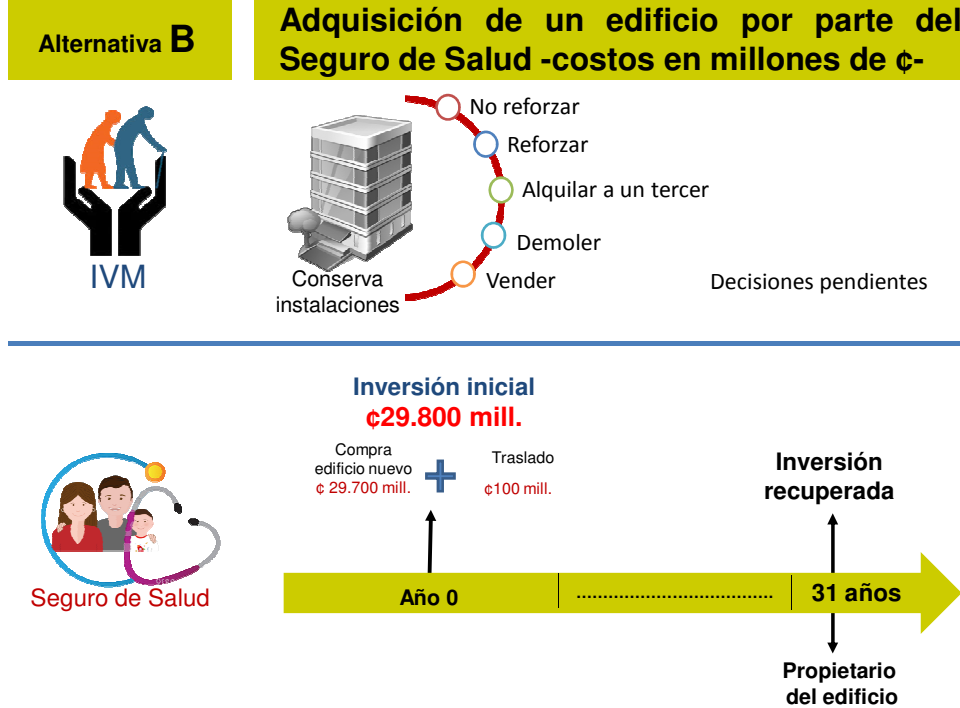 Alternativa B
Adquisición de un edificio por parte del
Seguro de Salud -costos en millones de ¢-
No reforzar
Reforzar
Alquilar a un tercer
Demoler
Vender
IVM
Conserva
instalaciones
Decisiones pendientes
Inversión inicial
¢29.800 mill.
Compra
edificio nuevo
¢ 29.700 mill.
Traslado
¢100 mill.
Inversión
recuperada
Seguro de Salud
Año 0
.....................................
31 años
Propietario
del edificio